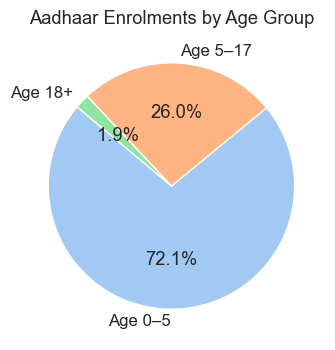 Aadhaar Enrolments by Age Group
Age 5–17
Age 18+
26.0%
1.9%
72.1%
Age 0–5